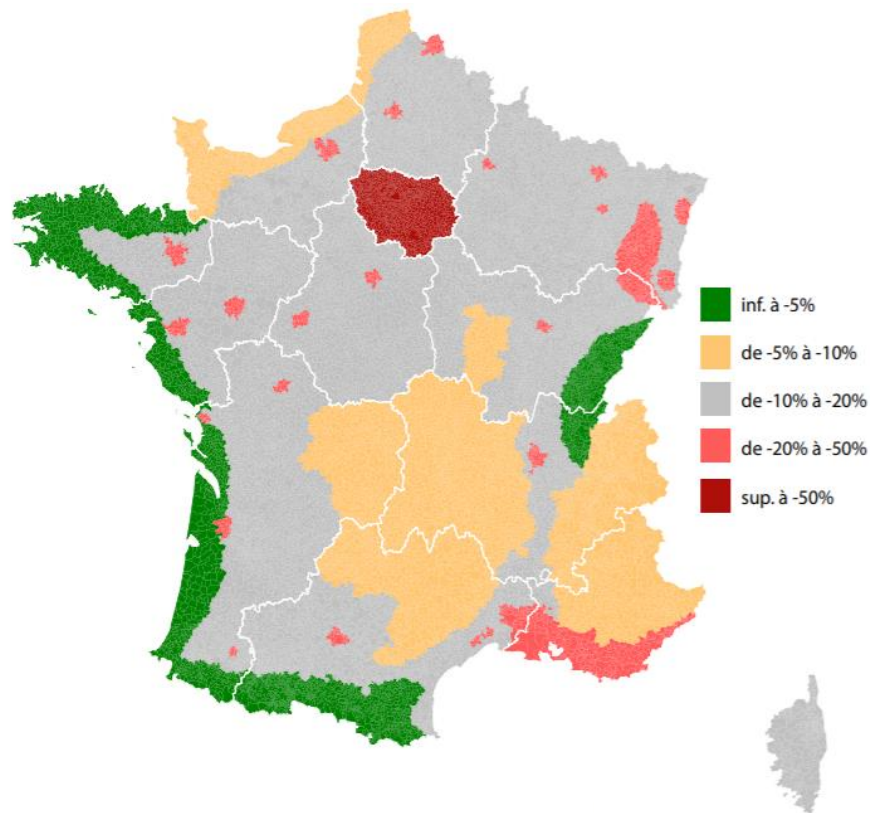 inf. à -5%
de -5% à -10%
de -10% à -20%
de -20% à -50%
sup. à -50%